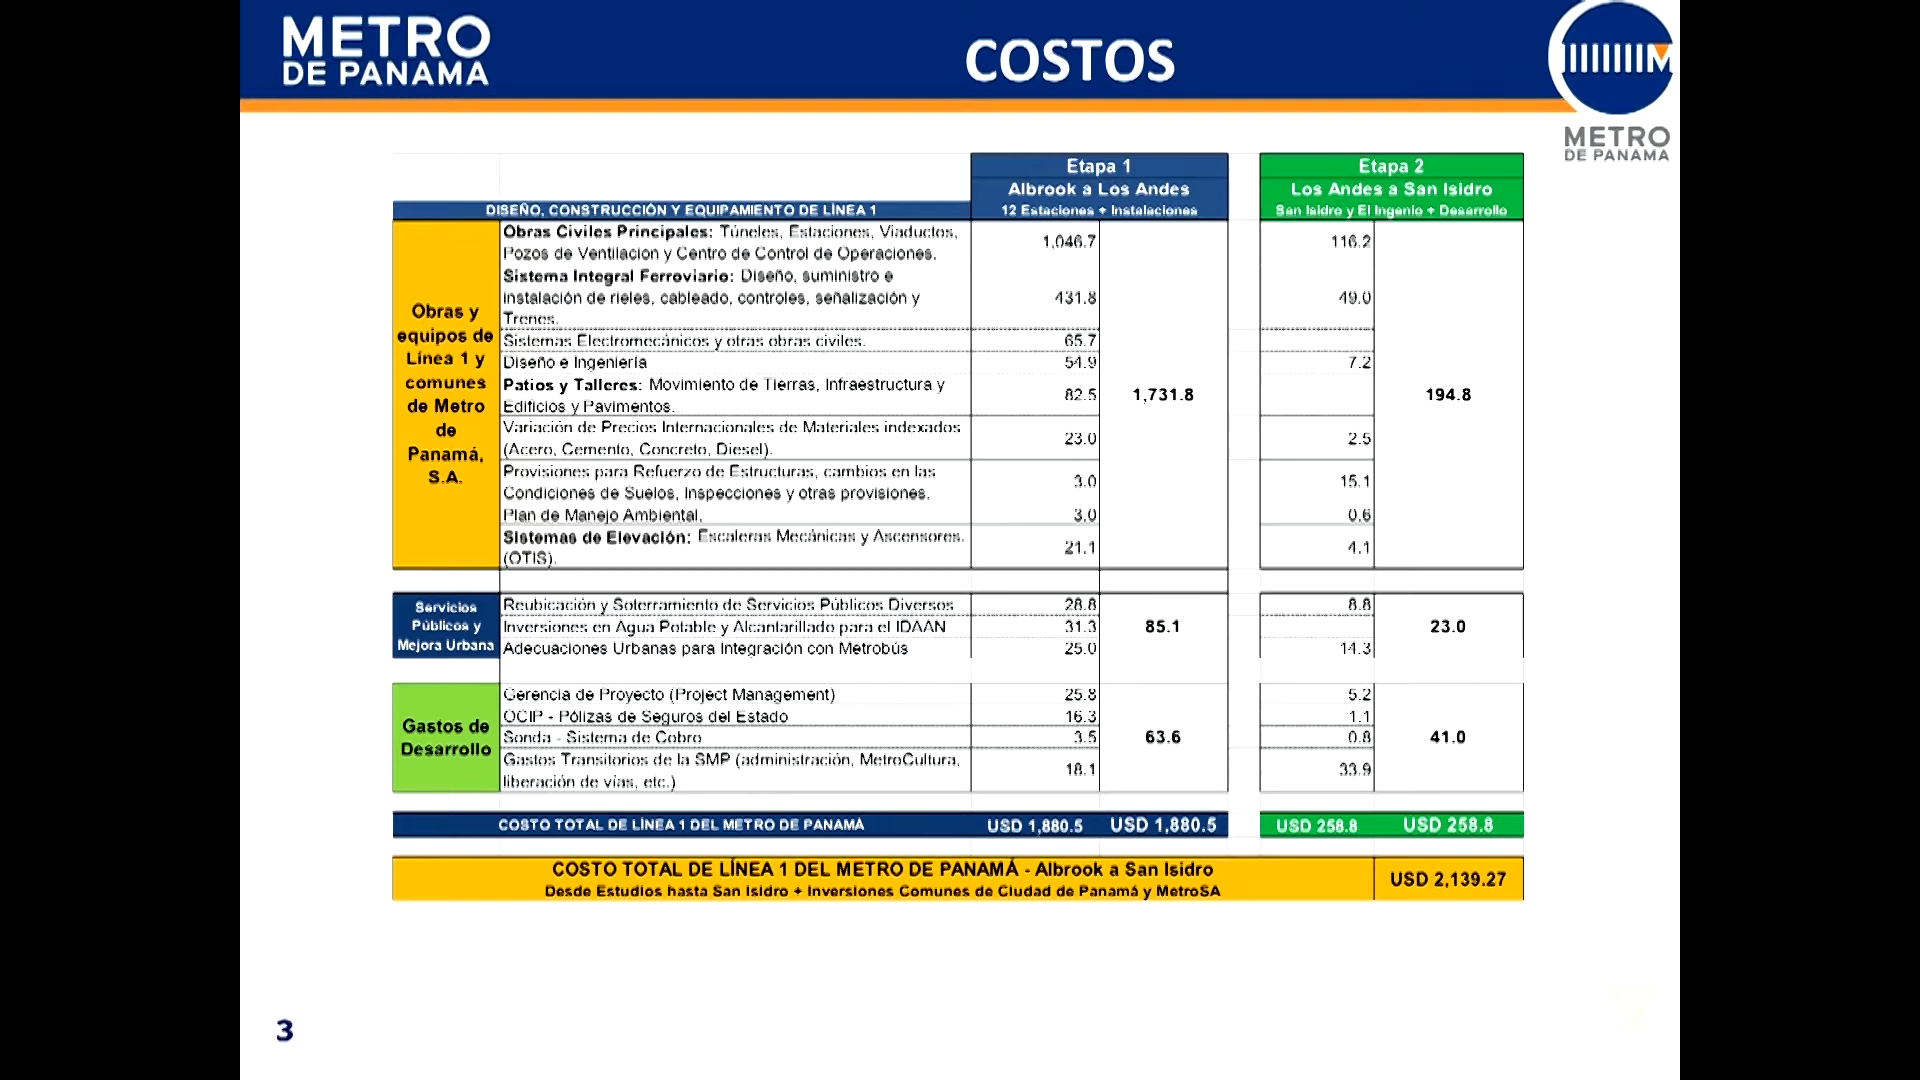 METRO
DE PANAMA
COSTOS
METRO
DE PANAMA
Etapa 1
Etapa 2
Albrook a Los Andes
Los Andes a San Isidro
DISEÑO, CONSTRUCCIÓN Y EQUIPAMIENTO DE LÍNEA 1
12 Estaciones + Instalaciones
San Isidro y El Ingenio + Desarrollo
Obras y
equipos de
Línea 1 y
comunes
de Metro
de
Panamá,
S.A.
Obras Civiles Principales: Túneles, Estaciones, Viaductos,
Pozos de Ventilación y Centro de Control de Operaciones.
1,046.7
116.2
Sistema Integral Ferroviario: Diseño, suministro e
instalación de rieles, cableado, controles, señalización y
Trenes.
431.8
49.0
Sistemas Electromecánicos y otras obras civiles.
65.7
Diseño e Ingeniería
54.9
7.2
Patios y Talleres: Movimiento de Tierras, Infraestructura y
Edificios y Pavimentos.
82.5
1,731.8
194.8
Variación de Precios Internacionales de Materiales indexados
(Acero, Cemento, Concreto, Diesel).
23.0
2.5
Provisiones para Refuerzo de Estructuras, cambios en las
Condiciones de Suelos, Inspecciones y otras provisiones.
3.0
15.1
Plan de Manejo Ambiental.
3.0
0.6
Sistemas de Elevación: Escaleras Mecánicas y Ascensores.
(OTIS).
21.1
4.1
Servicios
Públicos y
Mejora Urbana
Reubicación y Soterramiento de Servicios Públicos Diversos
28.8
8.8
Inversiones en Agua Potable y Alcantarillado para el IDAAN
31.3
85.1
23.0
Adecuaciones Urbanas para Integración con Metrobús
25.0
14.3
Gastos de
Desarrollo
Gerencia de Proyecto (Project Management)
25.8
5.2
OCIP - Pólizas de Seguros del Estado
16.3
1.1
Sonda - Sistema de Cobro
3.5
63.6
0.8
41.0
Gastos Transitorios de la SMP (administración, MetroCultura,
liberación de vías, etc.)
18.1
33.9
COSTO TOTAL DE LÍNEA 1 DEL METRO DE PANAMÁ
USD 1,880.5
USD 1,880.5
USD 258.8
USD 258.8
COSTO TOTAL DE LÍNEA 1 DEL METRO DE PANAMÁ - Albrook a San Isidro
Desde Estudios hasta San Isidro + Inversiones Comunes de Ciudad de Panamá y MetroSA
USD 2,139.27
3